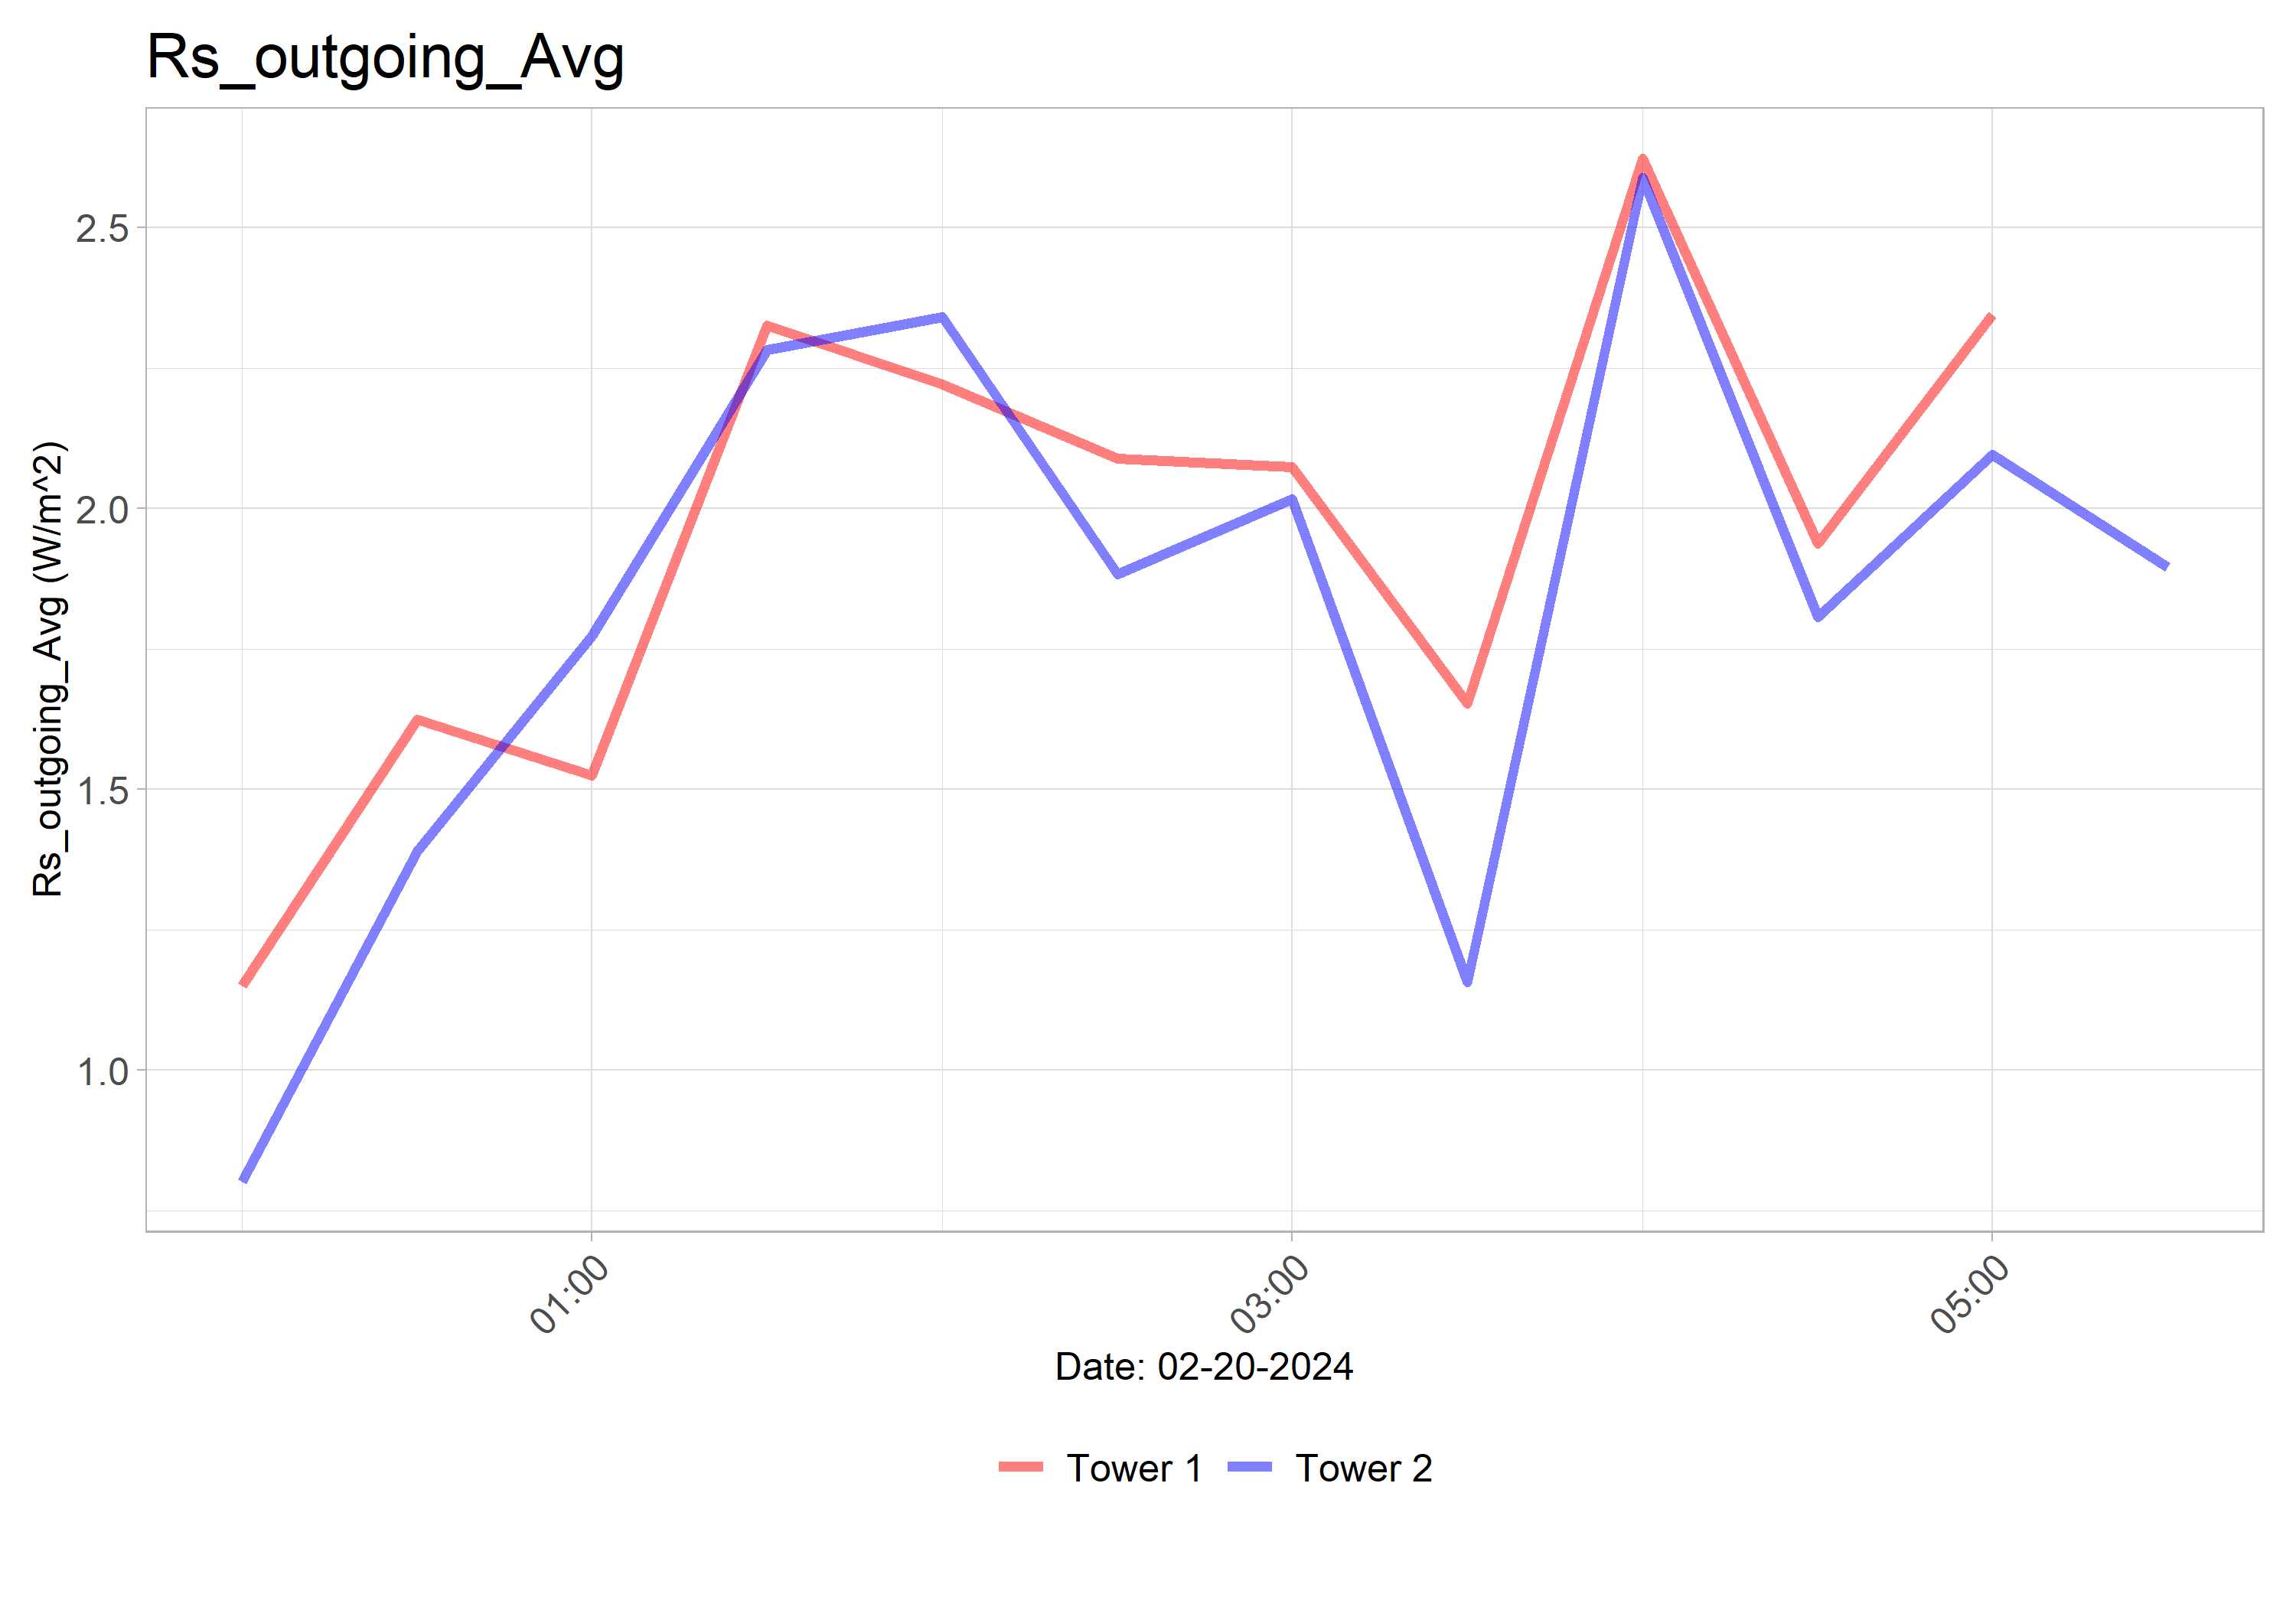 Rs_outgoing_Avg
Rs_outgoing_Avg (W/m^2)
2.5
2.0
1.5
1.0
01:00
03:00
05:00
Date: 02-20-2024
Tower 1
Tower 2